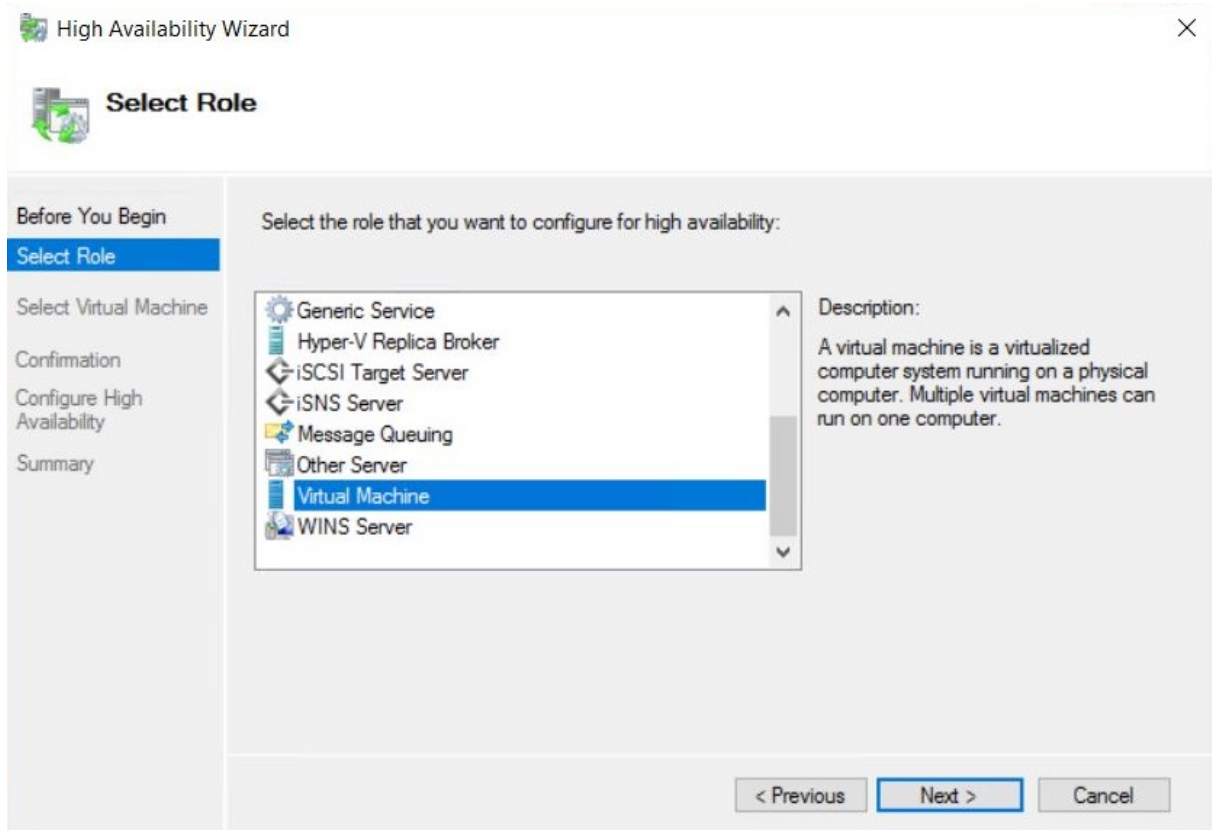 High Availability Wizard
Select Role
Before You Begin
Select Role
Select Virtual Machine
Confirmation
Configure High
Availability
Summary
Select the role that you want to configure for high availability:
Generic Service
Hyper-V Replica Broker
iSCSI Target Server
iSNS Server
Message Queuing
Other Server
Virtual Machine
WINS Server
Description:
A virtual machine is a virtualized
computer system running on a physical
computer. Multiple virtual machines can
run on one computer.
< Previous
Next >
Cancel